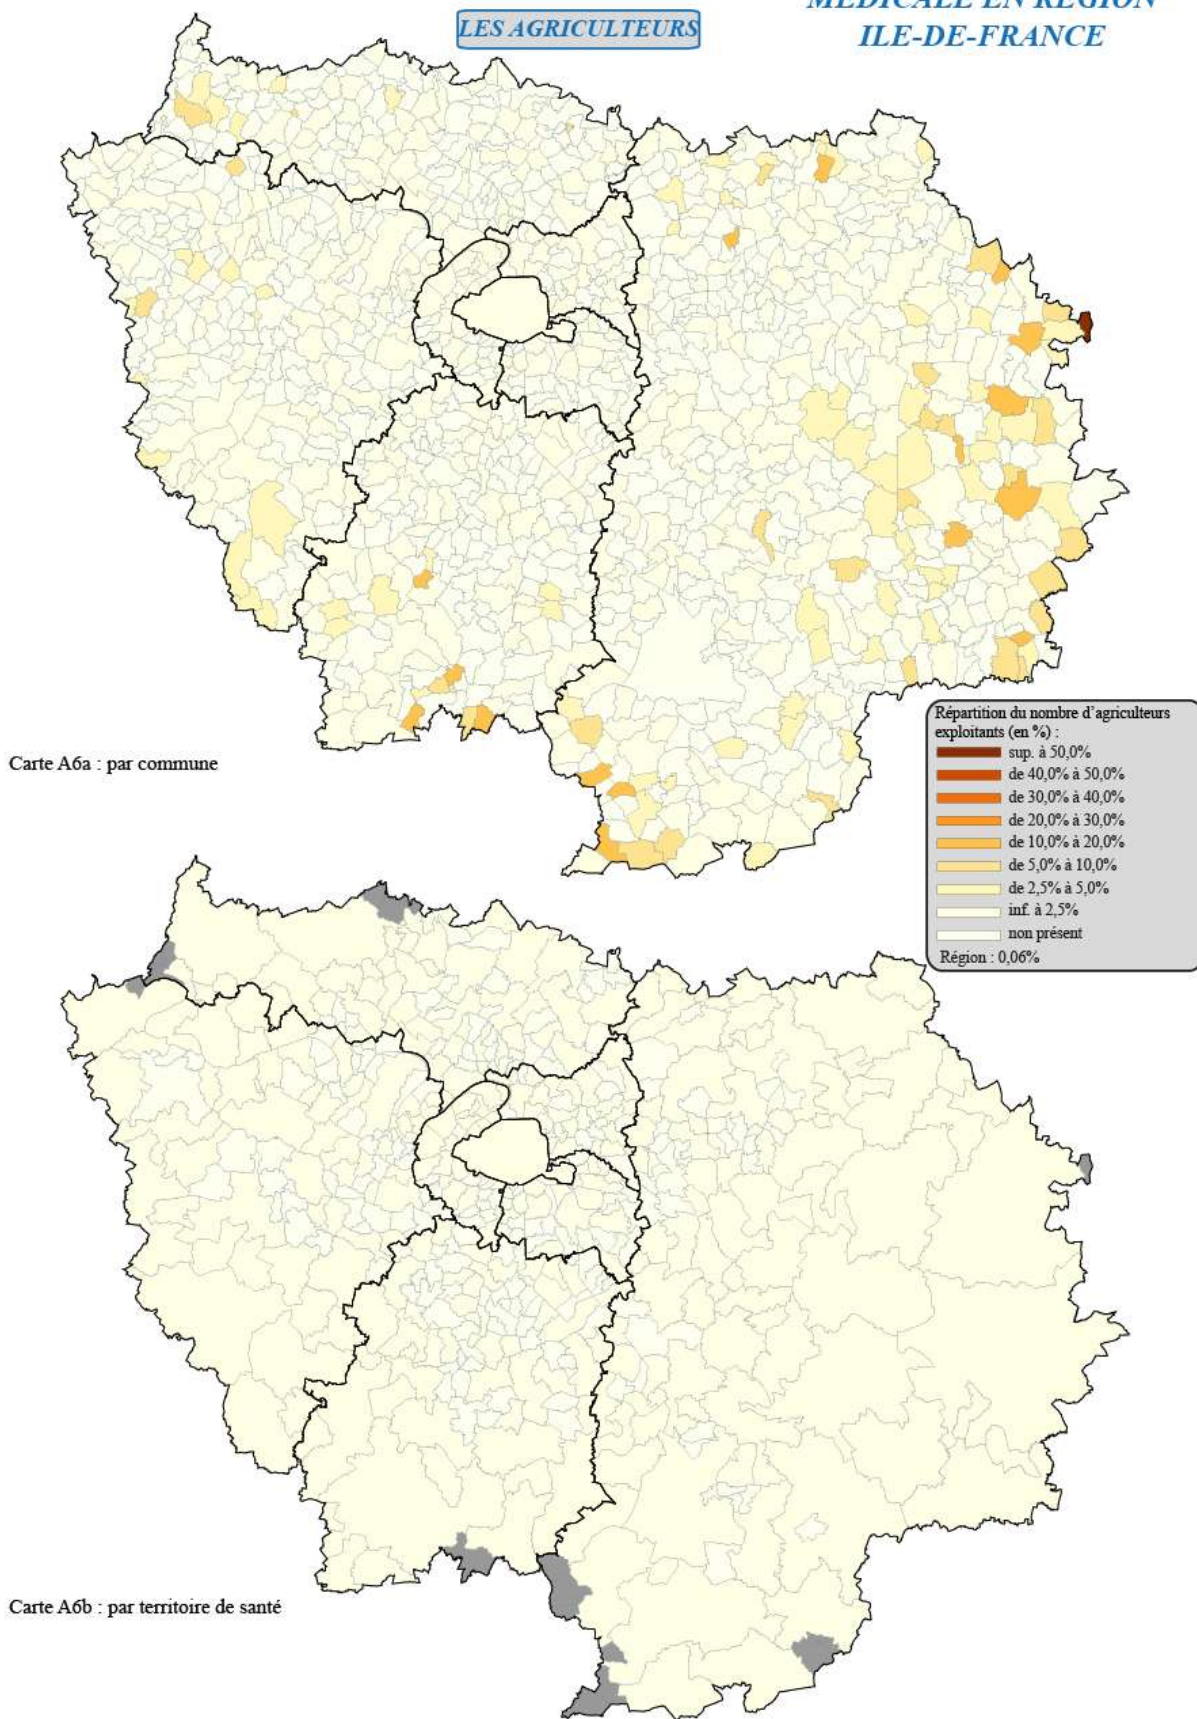 MÉDICALE EN RÉGION
ILE-DE-FRANCE
LES AGRICULTEURS
Carte A6a : par commune
Répartition du nombre d'agriculteurs
exploitants (en %) :
sup. à 50,0%
de 40,0% à 50,0%
de 30,0% à 40,0%
de 20,0% à 30,0%
de 10,0% à 20,0%
de 5,0% à 10,0%
de 2,5% à 5,0%
inf. à 2,5%
non présent
Région : 0,06%
Carte A6b : par territoire de santé